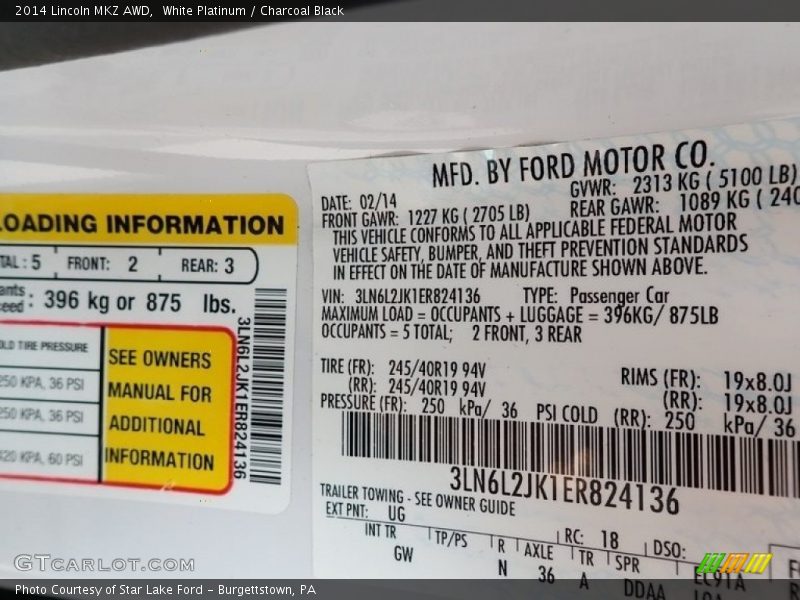 2014 Lincoln MKZ AWD,  White Platinum / Charcoal Black
LOADING INFORMATION
TAL : 5 FRONT: 2 REAR: 3
396 kg or 875 lbs.
OLD TIRE PRESSURE
250 KPA, 36 PSI
250 KPA, 36 PSI
420 KPA, 60 PSI
SEE OWNERS
MANUAL FOR
ADDITIONAL
INFORMATION
3LN6L2JK1ER824136
MFD. BY FORD MOTOR CO.
DATE: 02/14 GVWR: 2313 KG ( 5100 LB)
FRONT GAWR: 1227 KG ( 2705 LB) REAR GAWR: 1089 KG ( 240
THIS VEHICLE CONFORMS TO ALL APPLICABLE FEDERAL MOTOR
VEHICLE SAFETY, BUMPER, AND THEFT PREVENTION STANDARDS
IN EFFECT ON THE DATE OF MANUFACTURE SHOWN ABOVE.
VIN: 3LN6L2JK1ER824136 TYPE: Passenger Car
MAXIMUM LOAD = OCCUPANTS + LUGGAGE = 396KG/ 875LB
OCCUPANTS = 5 TOTAL; 2 FRONT, 3 REAR
TIRE (FR): 245/40R19 94V RIMS (FR): 19x8.0J
(RR): 245/40R19 94V (RR): 19x8.0J
PRESSURE (FR): 250 kPa/ 36 PSI COLD (RR): 250 kPa/ 36
3LN6L2JK1ER824136
TRAILER TOWING - SEE OWNER GUIDE
EXT PNT: UG RC: 18 DSO:
INT TR TP/PS R AXLE TR SPR EC91A
GW N 36 A DDAA
GTCARLOT.COM
Photo Courtesy of Star Lake Ford - Burgettstown, PA